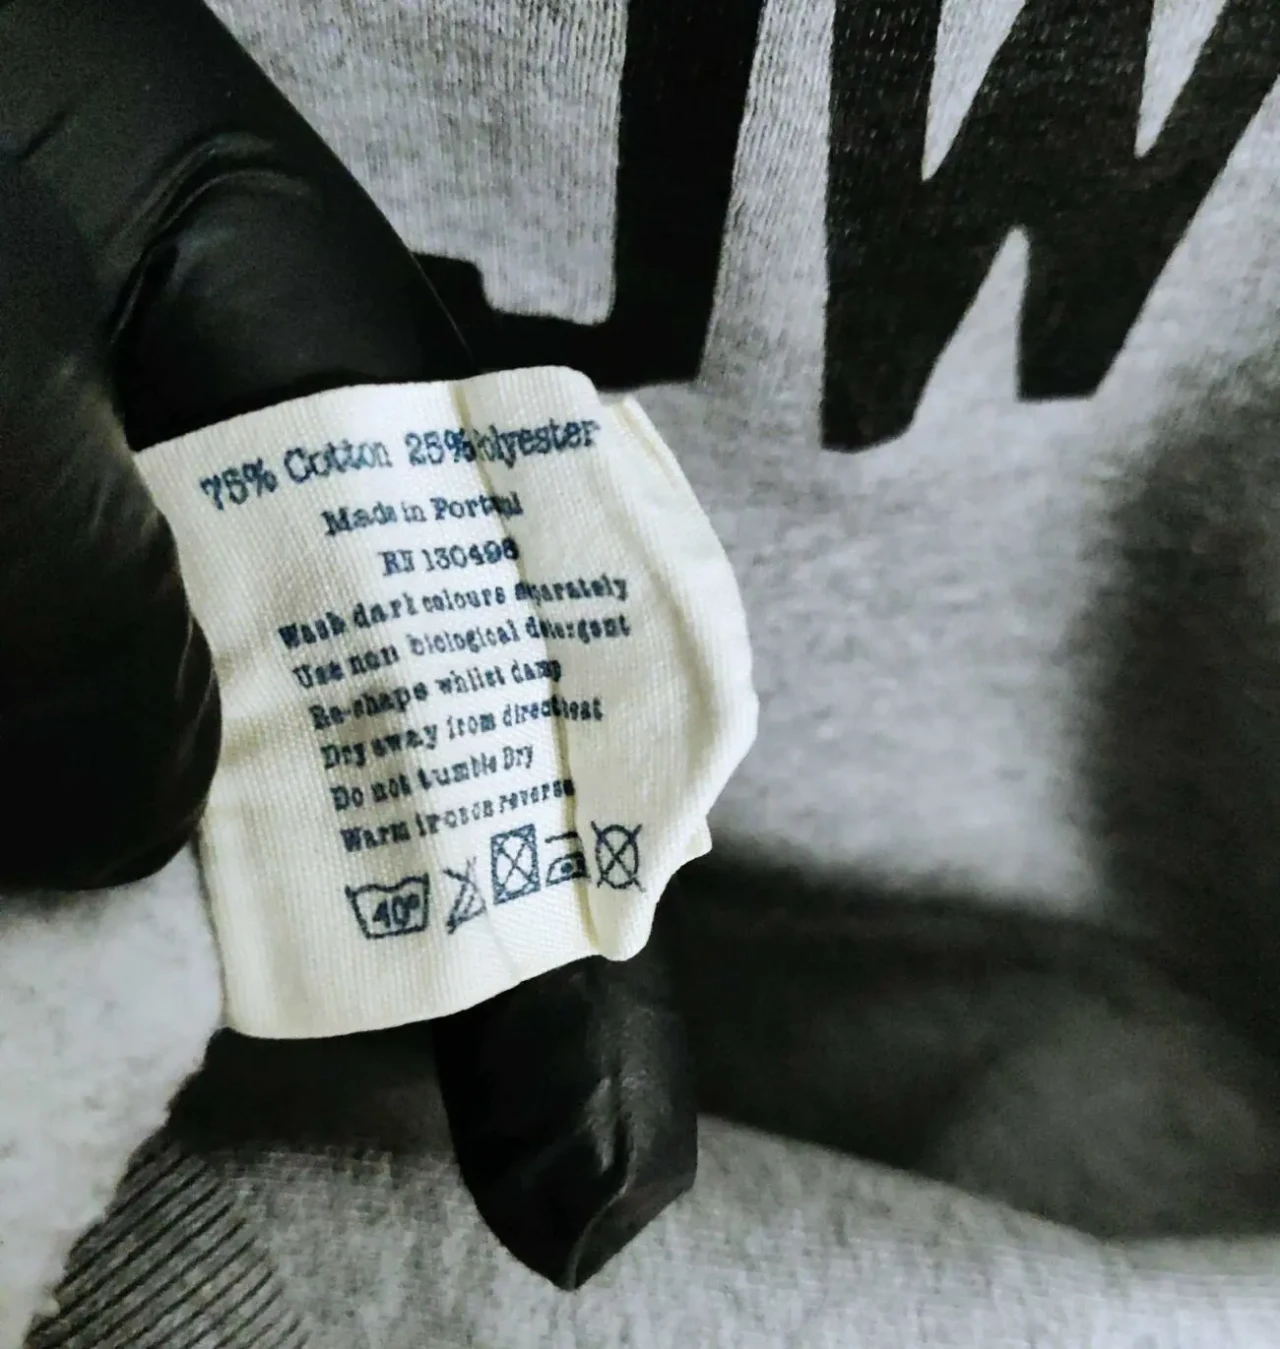 W
75% Cotton 25% Polyester
Made in Portugal
RN 130498
Wash dark colours separately
Use non biological detergent
Re-shape whilst damp
Dry away from direct heat
Do not tumble Dry
Warm iron on reverse
40°